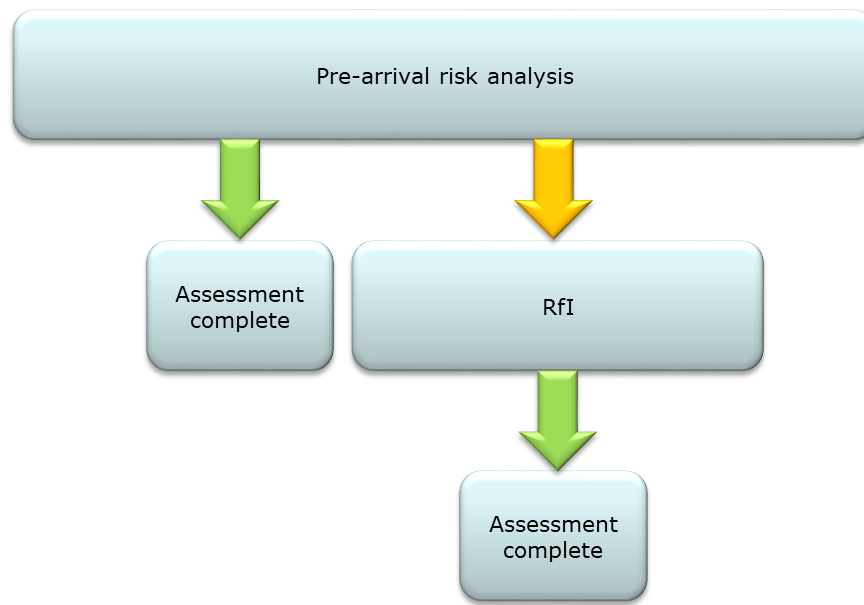 Pre-arrival risk analysis
Assessment
complete
RfI
Assessment
complete